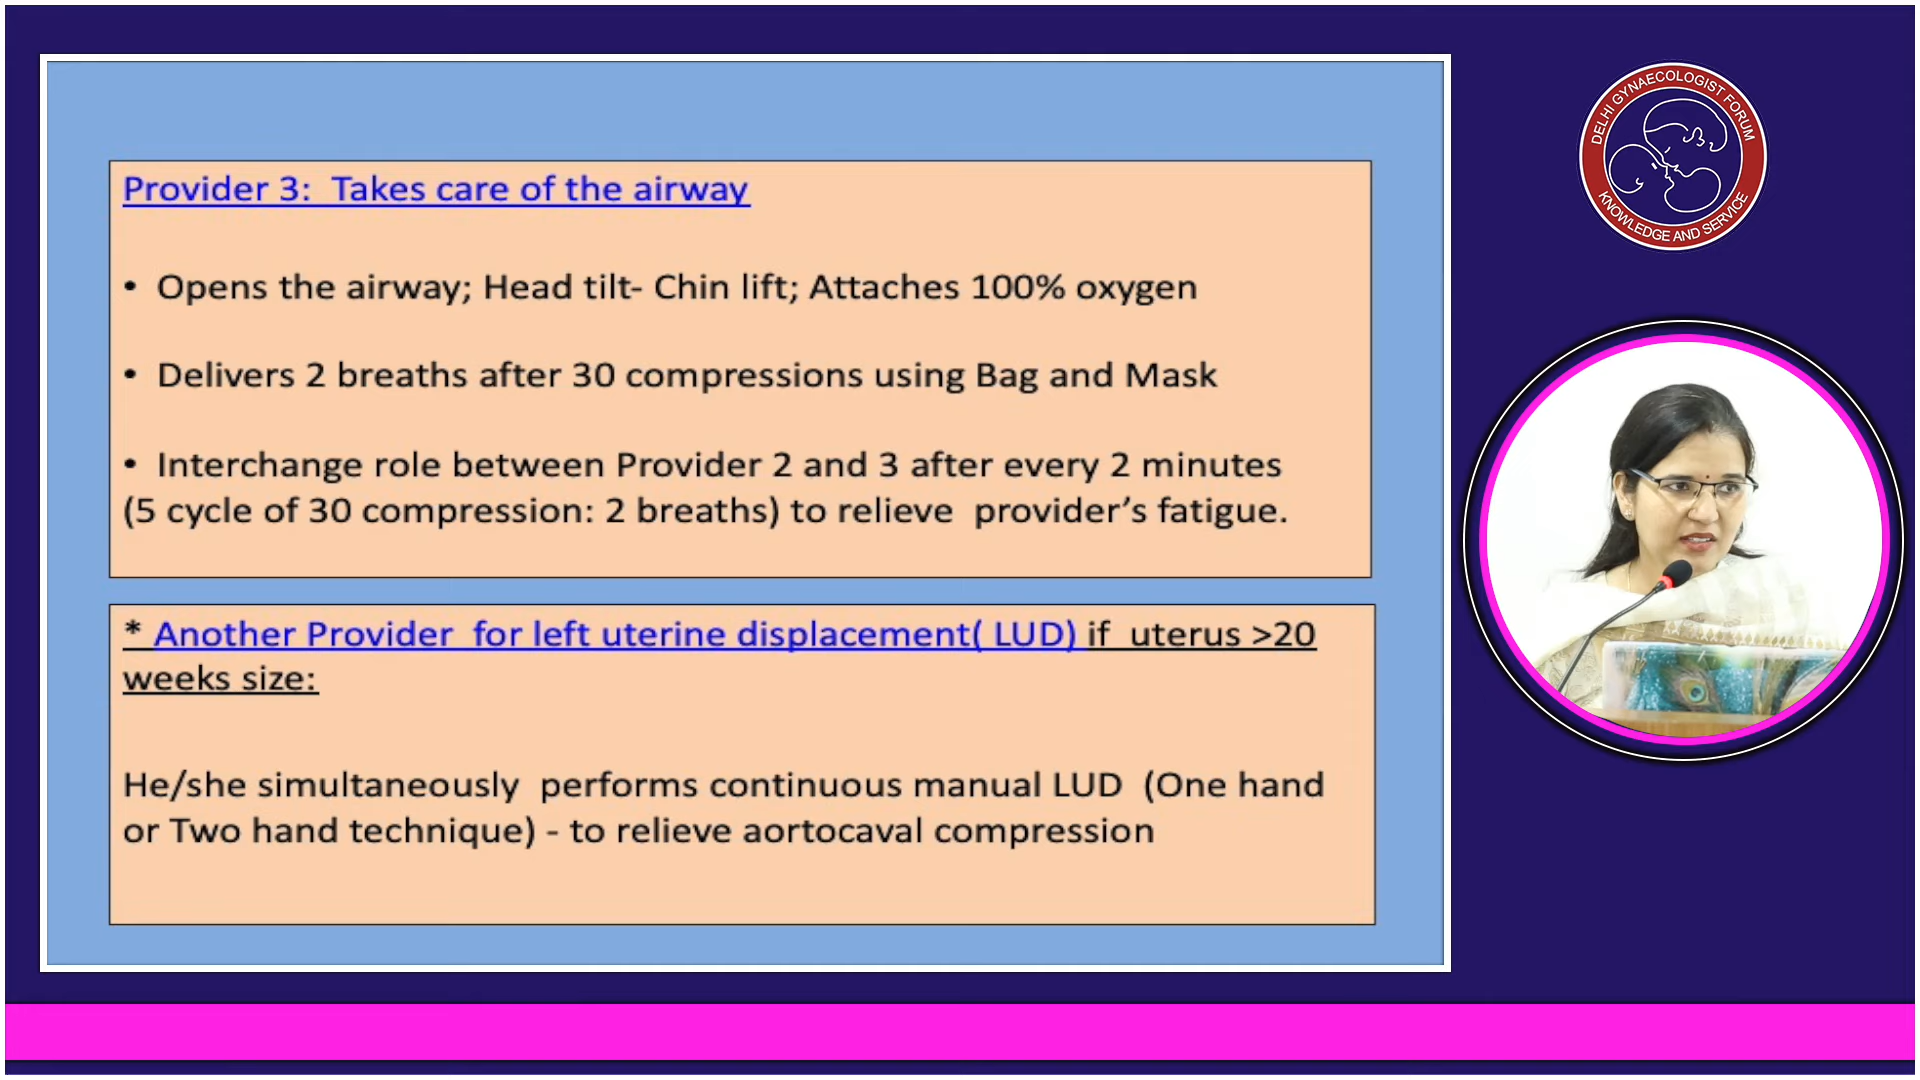 Provider 3:  Takes care of the airway
• Opens the airway; Head tilt- Chin lift; Attaches 100% oxygen
• Delivers 2 breaths after 30 compressions using Bag and Mask
• Interchange role between Provider 2 and 3 after every 2 minutes
(5 cycle of 30 compression: 2 breaths) to relieve  provider’s fatigue.
* Another Provider  for left uterine displacement( LUD) if  uterus >20
weeks size:
He/she simultaneously  performs continuous manual LUD  (One hand
or Two hand technique) - to relieve aortocaval compression
DELHI GYNAECOLOGIST FORUM
KNOWLEDGE AND SERVICE